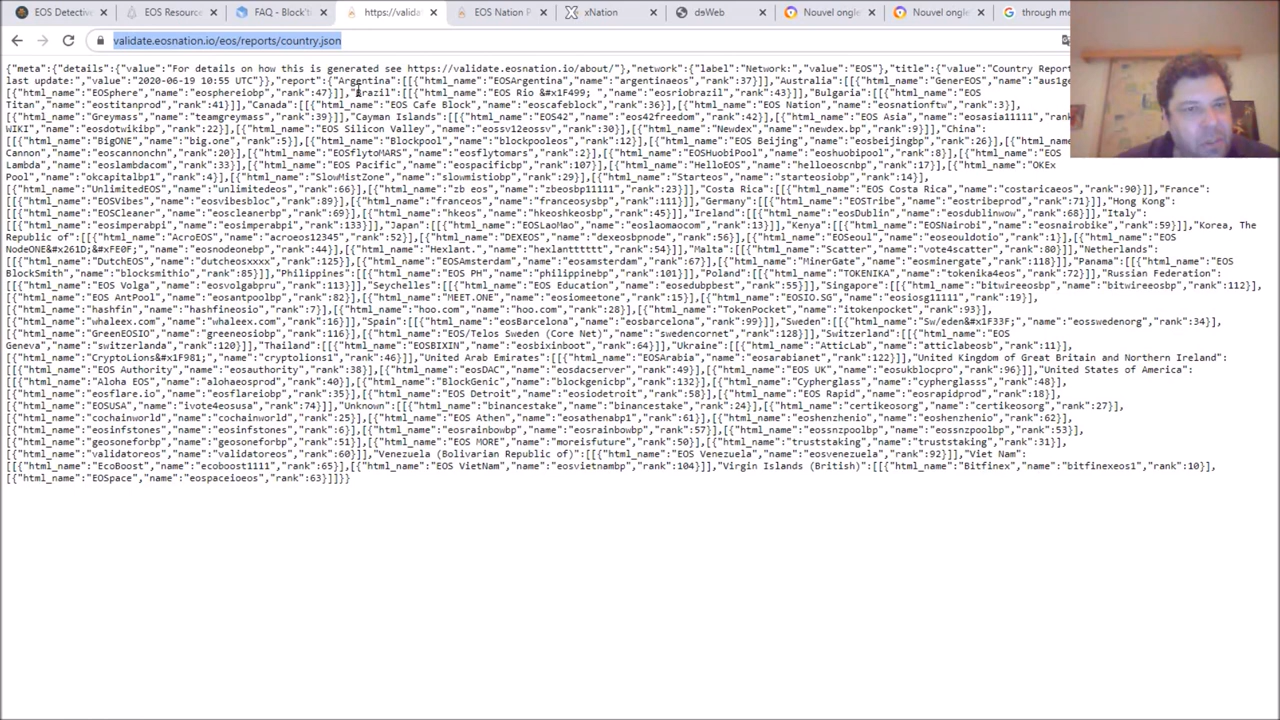 EOS Detective
EOS Resource
FAQ - Block't
https://valida
EOS Nation P
xNation
dsWeb
Nouvel ongle
Nouvel ongle
through me
validate.eosnation.io/eos/reports/country.json
{"meta":{"details":{"value":"For details on how this is generated see https://validate.eosnation.io/about/"},"network":{"label":"Network:","value":"EOS"},"title":{"value":"Country Repor
last update:","value":"2020-06-19 10:55 UTC"}},"report":{"Argentina":[[{"html_name":"EOSArgentina","name":"argentinaeos","rank":37}]],"Australia":[[{"html_name":"GenerEOS","name":"aus1ge
{"html_name":"EOSphere","name":"eosphereiobp","rank":47}]],"Brazil":[[{"html_name":"EOS Rio &#x1F499; ","name":"eosriobrazil","rank":43}]],"Bulgaria":[[{"html_name":"EOS
Titan","name":"eostitanprod","rank":41}]],"Canada":[[{"html_name":"EOS Cafe Block","name":"eoscafeblock","rank":36}],[{"html_name":"EOS Nation","name":"eosnationftw","rank":3}],
[{"html_name":"Greymass","name":"teamgreymass","rank":39}]],"Cayman Islands":[[{"html_name":"EOS42","name":"eos42freedom","rank":42}],[{"html_name":"EOS Asia","name":"eosasia11111","rank
WIKI","name":"eosdotwikibp","rank":22}],[{"html_name":"EOS Silicon Valley","name":"eossv12eossv","rank":30}],[{"html_name":"Newdex","name":"newdex.bp","rank":9}]],"China":
[[{"html_name":"BigONE","name":"big.one","rank":5}],[{"html_name":"Blockpool","name":"blockpooleos","rank":12}],[{"html_name":"EOS Beijing","name":"eosbeijingbp","rank":26}],[{"html_name":"EOS
Cannon","name":"eoscannonchn","rank":20}],[{"html_name":"EOSflytoMARS","name":"eosflytomars","rank":2}],[{"html_name":"EOSHuobiPool","name":"eoshuobipool","rank":8}],[{"html_name":"EOS
Lambda","name":"eoslambdacom","rank":33}],[{"html_name":"EOS Pacific","name":"eospacificbp","rank":107}],[{"html_name":"HelloEOS","name":"helloeoscnbp","rank":17}],[{"html_name":"OKEx
Pool","name":"okcapitalbp1","rank":4}],[{"html_name":"SlowMistZone","name":"slowmistiobp","rank":29}],[{"html_name":"Starteos","name":"starteosiobp","rank":14}],
[{"html_name":"UnlimitedEOS","name":"unlimitedeos","rank":66}],[{"html_name":"zb eos","name":"zbeosbp11111","rank":23}]],"Costa Rica":[[{"html_name":"EOS Costa Rica","name":"costaricaeos","rank":90}]],"France":
[[{"html_name":"EOSVibes","name":"eosvibesbloc","rank":89}],[{"html_name":"franceos","name":"franceosysbp","rank":111}]],"Germany":[[{"html_name":"EOSTribe","name":"eostribeprod","rank":71}]],"Hong Kong":
[[{"html_name":"EOSCleaner","name":"eoscleanerbp","rank":69}],[{"html_name":"hkeos","name":"hkeoshkeosbp","rank":45}]],"Ireland":[[{"html_name":"eosDublin","name":"eosdublinwow","rank":68}]],"Italy":
[[{"html_name":"eosimperabpi","name":"eosimperabpi","rank":133}]],"Japan":[[{"html_name":"EOSLaoMao","name":"eoslaomaocom","rank":13}]],"Kenya":[[{"html_name":"EOSNairobi","name":"eosnairobike","rank":59}]],"Korea, The
Republic of":[[{"html_name":"AcroEOS","name":"acroeos12345","rank":52}],[{"html_name":"DEXEOS","name":"dexeosbpnode","rank":56}],[{"html_name":"EOSeoul","name":"eoseouldotio","rank":1}],[{"html_name":"EOS
NodeONE&#x261D;&#xFE0F;","name":"eosnodeonebp","rank":44}],[{"html_name":"Hexlant.","name":"hexlantttttt","rank":54}]],"Malta":[[{"html_name":"Scatter","name":"vote4scatter","rank":80}]],"Netherlands":
[[{"html_name":"DutchEOS","name":"dutcheosxxxx","rank":125}],[{"html_name":"EOSAmsterdam","name":"eosamsterdam","rank":67}],[{"html_name":"MinerGate","name":"eosminergate","rank":118}]],"Panama":[[{"html_name":"EOS
BlockSmith","name":"blocksmithio","rank":85}]],"Philippines":[[{"html_name":"EOS PH","name":"philippinebp","rank":101}]],"Poland":[[{"html_name":"TOKENIKA","name":"tokenika4eos","rank":72}]],"Russian Federation":
[[{"html_name":"EOS Volga","name":"eosvolgabpru","rank":113}]],"Seychelles":[[{"html_name":"EOS Education","name":"eosedubpbest","rank":55}]],"Singapore":[[{"html_name":"bitwireosbp","name":"bitwireeosbp","rank":112}],
[{"html_name":"EOS AntPool","name":"eosantpoolbp","rank":82}],[{"html_name":"MEET.ONE","name":"eosiomeetone","rank":15}],[{"html_name":"EOSIO.SG","name":"eosiosg11111","rank":19}],
[{"html_name":"hashfin","name":"hashfineosio","rank":7}],[{"html_name":"hoo.com","name":"hoo.com","rank":28}],[{"html_name":"TokenPocket","name":"itokenpocket","rank":93}],
[{"html_name":"whaleex.com","name":"whaleex.com","rank":16}]],"Spain":[[{"html_name":"eosBarcelona","name":"eosbarcelona","rank":99}]],"Sweden":[[{"html_name":"Sw/eden&#x1F33F;","name":"eosswedenorg","rank":34}],
[{"html_name":"GreenEOSIO","name":"greeneosiobp","rank":116}],[{"html_name":"EOS/Telos Sweden (Core Net)","name":"swedencornet","rank":128}]],"Switzerland":[[{"html_name":"EOS
Geneva","name":"switzerlanda","rank":120}]],"Thailand":[[{"html_name":"EOSBIXIN","name":"eosbixinboot","rank":64}]],"Ukraine":[[{"html_name":"AtticLab","name":"atticlabeosb","rank":11}],
[{"html_name":"CryptoLions&#x1F981;","name":"cryptolions1","rank":46}]],"United Arab Emirates":[[{"html_name":"EOSArabia","name":"eosarabianet","rank":122}]],"United Kingdom of Great Britain and Northern Ireland":
[[{"html_name":"EOS Authority","name":"eosauthority","rank":38}],[{"html_name":"eosDAC","name":"eosdacserver","rank":49}],[{"html_name":"EOS UK","name":"eosukblocpro","rank":96}]],"United States of America":
[[{"html_name":"Aloha EOS","name":"alohaeosprod","rank":40}],[{"html_name":"BlockGenic","name":"blockgenicbp","rank":132}],[{"html_name":"Cypherglass","name":"cypherglasss","rank":48}],
[{"html_name":"eosflare.io","name":"eosflareiobp","rank":35}],[{"html_name":"EOS Detroit","name":"eosiodetroit","rank":58}],[{"html_name":"EOS Rapid","name":"eosrapidprod","rank":18}],
[{"html_name":"EOSUSA","name":"ivote4eosusa","rank":74}]],"Unknown":[[{"html_name":"binancestake","name":"binancestake","rank":24}],[{"html_name":"certikeosorg","name":"certikeosorg","rank":27}],
[{"html_name":"cochainworld","name":"cochainworld","rank":25}],[{"html_name":"EOS Athen","name":"eosathenabp1","rank":61}],[{"html_name":"eoshenzhenio","name":"eoshenzhenio","rank":62}],
[{"html_name":"eosinfstones","name":"eosinfstones","rank":6}],[{"html_name":"eosrainbowbp","name":"eosrainbowbp","rank":57}],[{"html_name":"eossnzpoolbp","name":"eossnzpoolbp","rank":53}],
[{"html_name":"geosoneforbp","name":"geosoneforbp","rank":51}],[{"html_name":"EOS MORE","name":"moreisfuture","rank":50}],[{"html_name":"truststaking","name":"truststaking","rank":31}],
[{"html_name":"validatoreos","name":"validatoreos","rank":60}]],"Venezuela (Bolivarian Republic of)":[[{"html_name":"EOS Venezuela","name":"eosvenezuela","rank":92}]],"Viet Nam":
[[{"html_name":"EcoBoost","name":"ecoboost1111","rank":65}],[{"html_name":"EOS VietNam","name":"eosvietnambp","rank":104}]],"Virgin Islands (British)":[[{"html_name":"Bitfinex","name":"bitfinexeos1","rank":10}],
[{"html_name":"EOSpace","name":"eospaceioeos","rank":63}]]}}